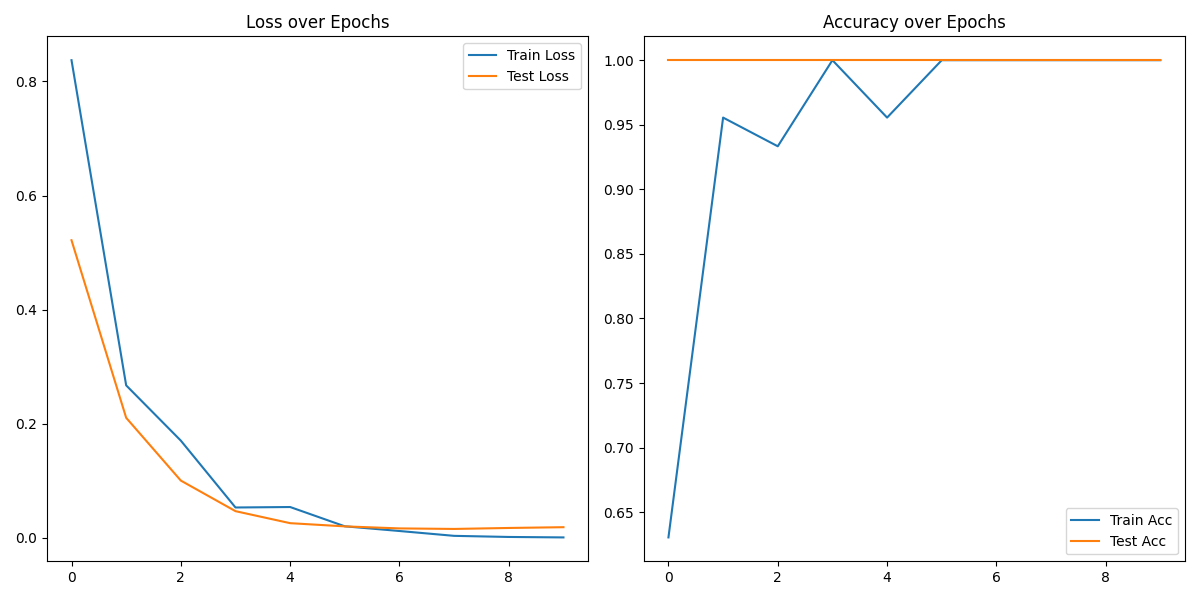 Loss over Epochs
Train Loss
Test Loss
0.8
0.6
0.4
0.2
0.0
0 2 4 6 8
Accuracy over Epochs
1.00
0.95
0.90
0.85
0.80
0.75
0.70
0.65
Train Acc
Test Acc
0 2 4 6 8